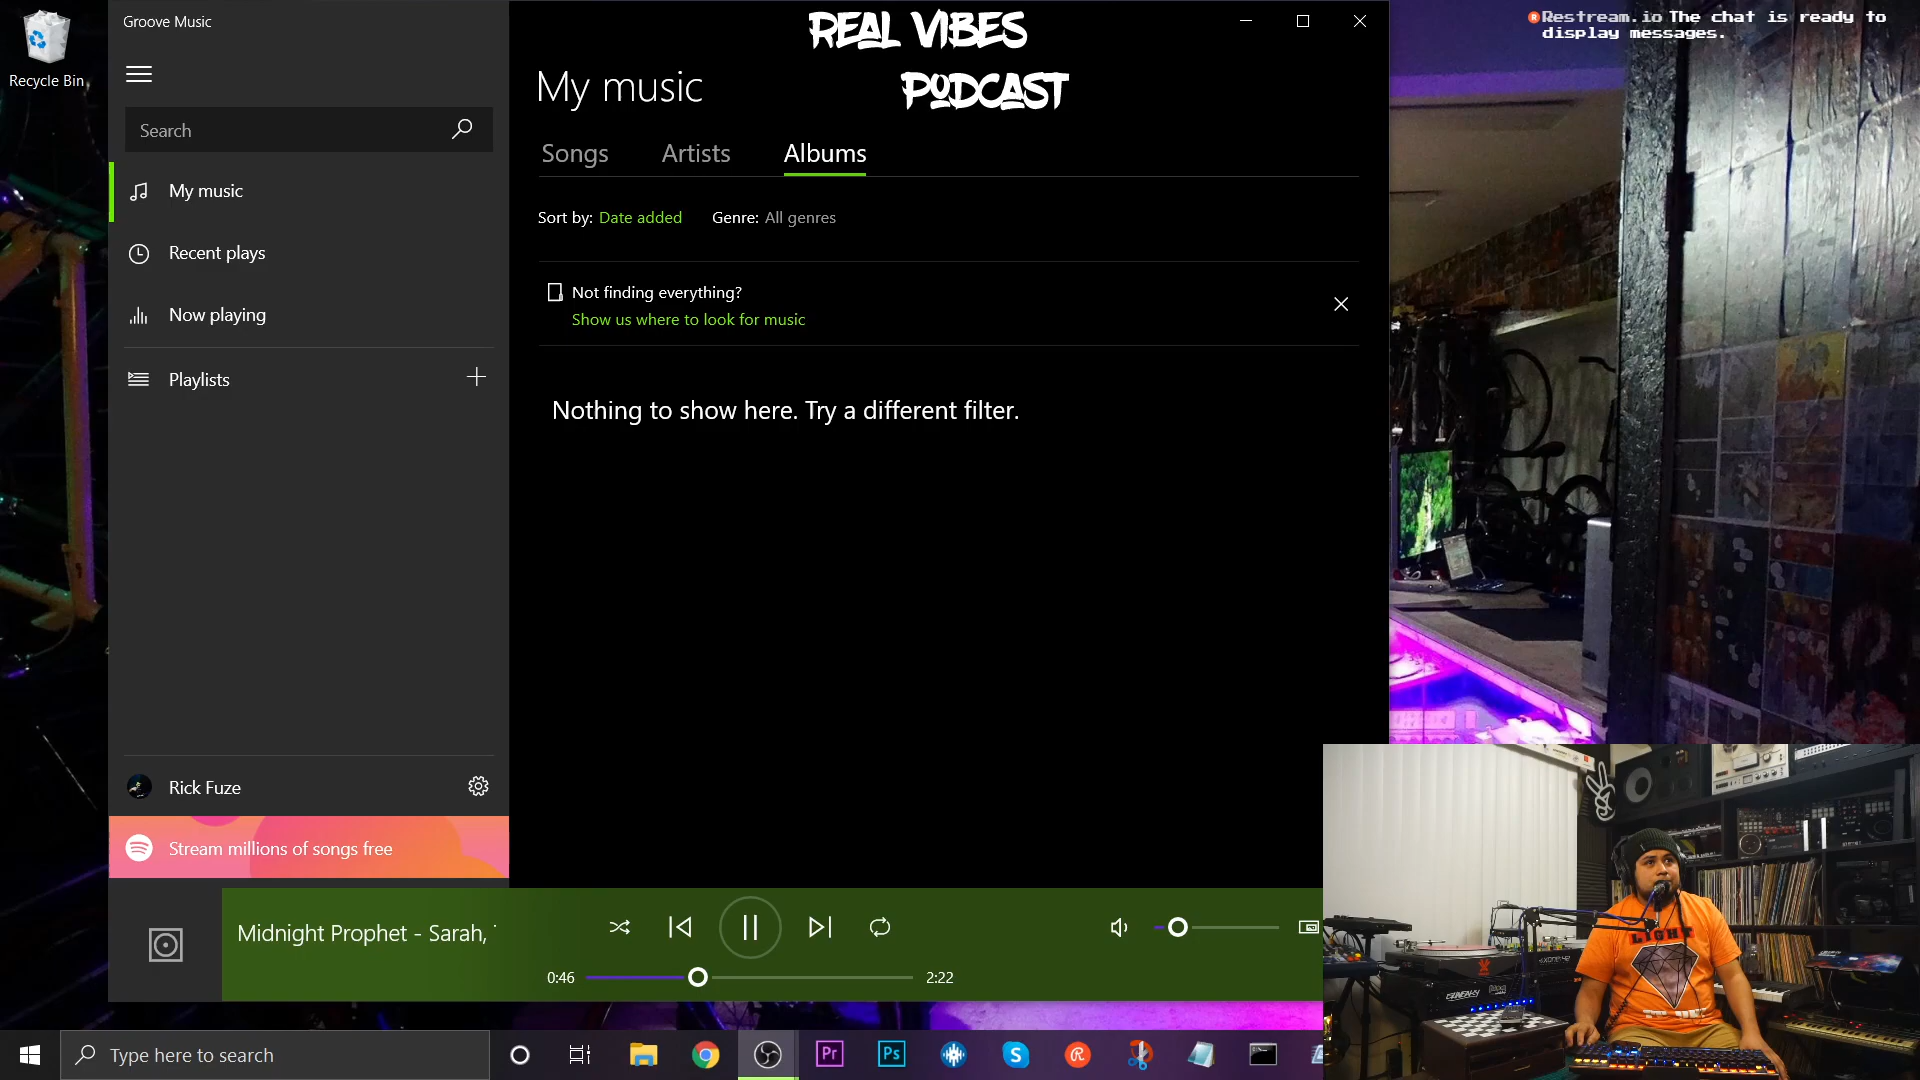 Recycle Bin
Groove Music
Search
My music
Recent plays
Now playing
Playlists
Rick Fuze
Stream millions of songs free
REAL VIBES
PODCAST
My music
Songs
Artists
Albums
Sort by: Date added
Genre: All genres
Not finding everything?
Show us where to look for music
Nothing to show here. Try a different filter.
Midnight Prophet - Sarah,
0:46
2:22
Restream.io The chat is ready to
display messages.
LIGHT
Type here to search
Pr
Ps